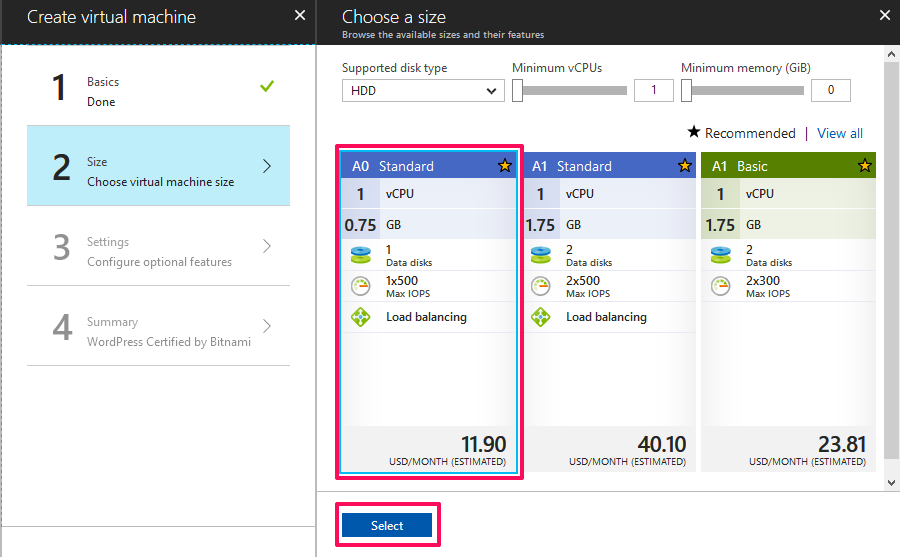 Create virtual machine
1
Basics
Done
2
Size
Choose virtual machine size
3
Settings
Configure optional features
4
Summary
WordPress Certified by Bitnami
Choose a size
Browse the available sizes and their features
Supported disk type
Minimum vCPUs
Minimum memory (GiB)
HDD
1
0
★ Recommended | View all
A0 Standard
1 vCPU
0.75 GB
1
Data disks
1x500
Max IOPS
Load balancing
11.90
USD/MONTH (ESTIMATED)
A1 Standard
1 vCPU
1.75 GB
2
Data disks
2x500
Max IOPS
Load balancing
40.10
USD/MONTH (ESTIMATED)
A1 Basic
1 vCPU
1.75 GB
2
Data disks
2x300
Max IOPS
23.81
USD/MONTH (ESTIMATED)
Select